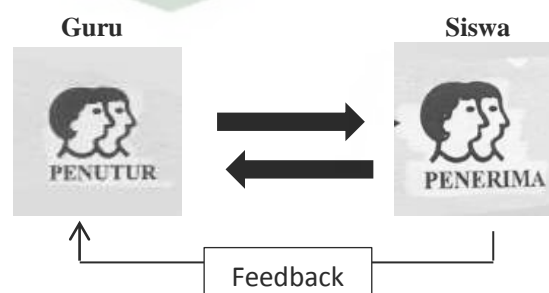 Guru
Siswa
PENUTUR
PENERIMA
Feedback